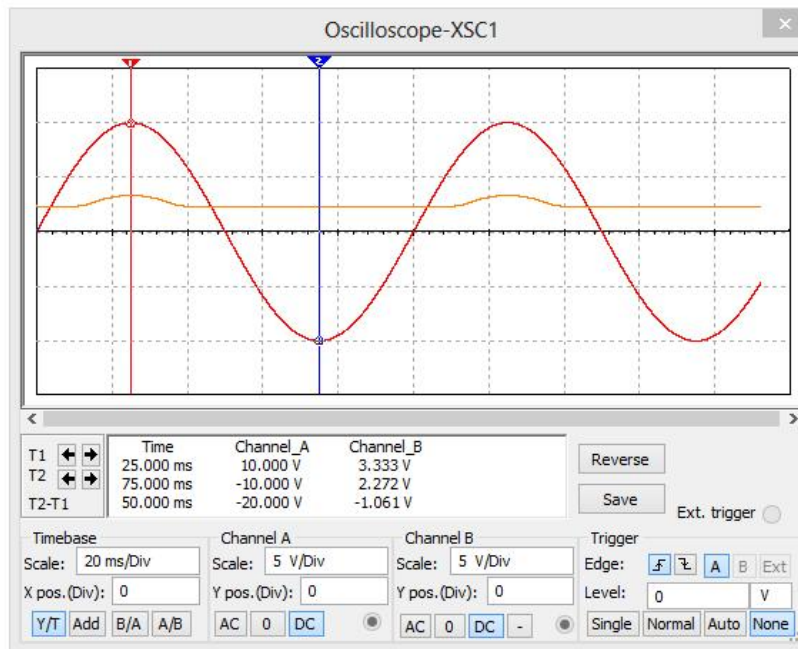 Oscilloscope-XSC1
×
1
2
T1
T2
T2-T1
Time Channel_A Channel_B
25.000 ms 10.000 V 3.333 V
75.000 ms -10.000 V 2.272 V
50.000 ms -20.000 V -1.061 V
Reverse
Save
Ext. trigger
Timebase
Scale: 20 ms/Div
X pos.(Div): 0
Y/T Add B/A A/B
Channel A
Scale: 5 V/Div
Y pos.(Div): 0
AC 0 DC
Channel B
Scale: 5 V/Div
Y pos.(Div): 0
AC 0 DC -
Trigger
Edge: A B Ext
Level: 0 V
Single Normal Auto None